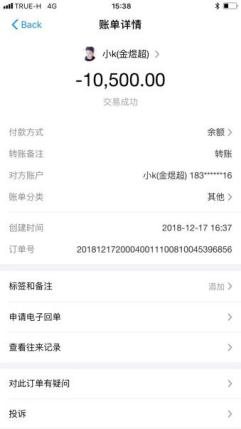 TRUE-H 4G 15:38
Back 账单详情
小k(金煜超)
-10,500.00
交易成功
付款方式 余额
转账备注 转账
对方账户 小k(金煜超) 183******16
账单分类 其他
创建时间 2018-12-17 16:37
订单号 20181217200040011100810045396856
标签和备注 添加
申请电子回单
查看往来记录
对此订单有疑问
投诉